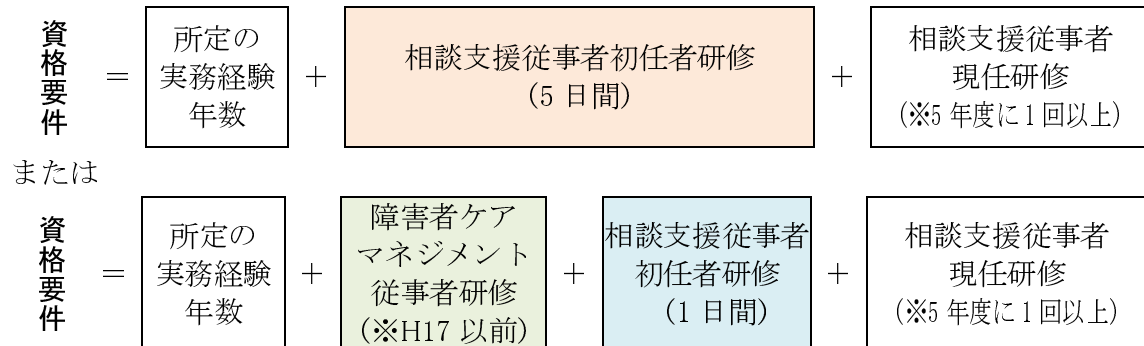 資格要件
＝
所定の
実務経験
年数
＋
相談支援従事者初任者研修
(5 日間)
＋
相談支援従事者
現任研修
(※5 年度に１回以上)
または
資格要件
＝
所定の
実務経験
年数
＋
障害者ケア
マネジメント
従事者研修
(※H17 以前)
＋
相談支援従事者
初任者研修
(1 日間)
＋
相談支援従事者
現任研修
(※5 年度に１回以上)